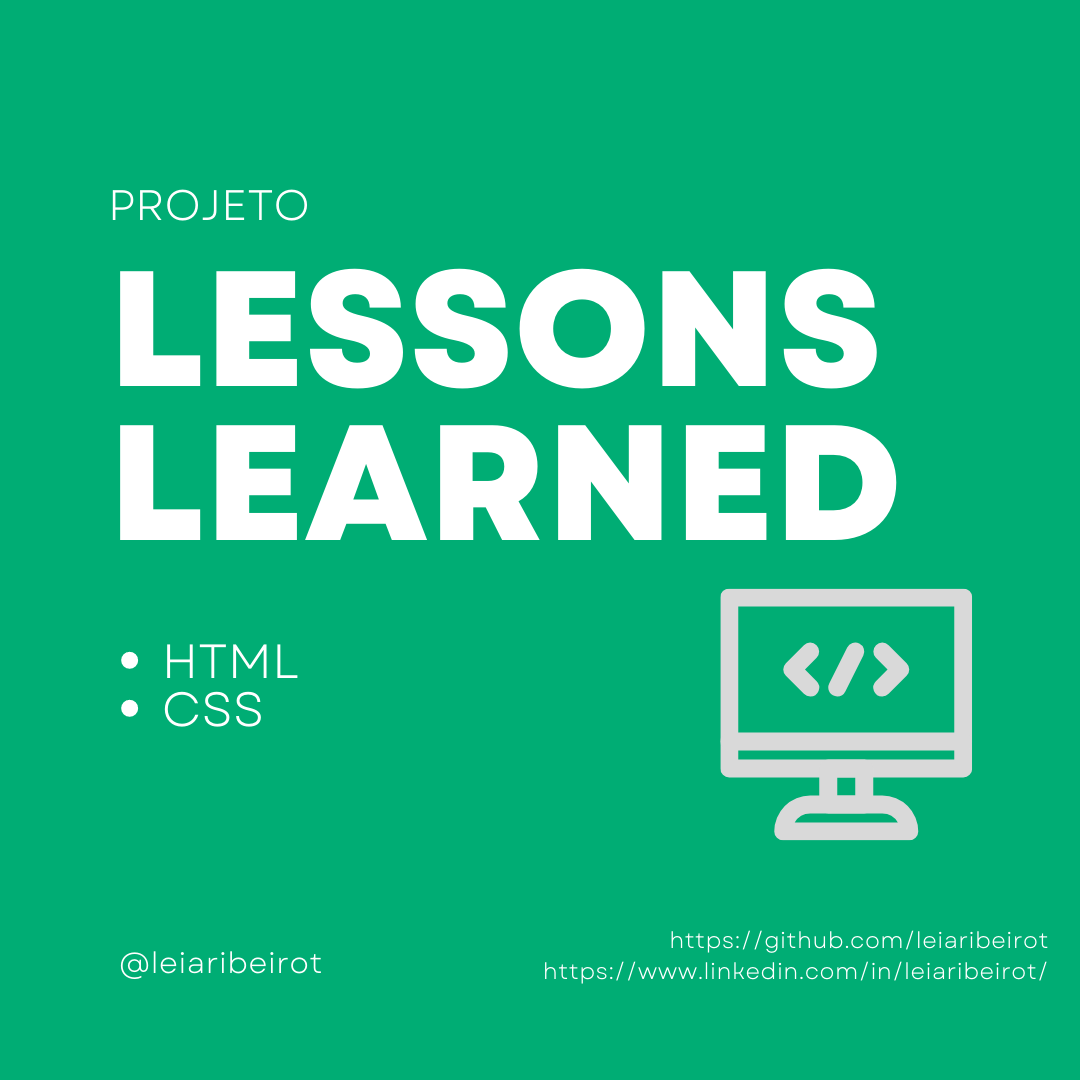 PROJETO
LESSONS
LEARNED
• HTML
• CSS
</>
@leiaribeirot
https://github.com/leiaribeirot
https://www.linkedin.com/in/leiaribeirot/